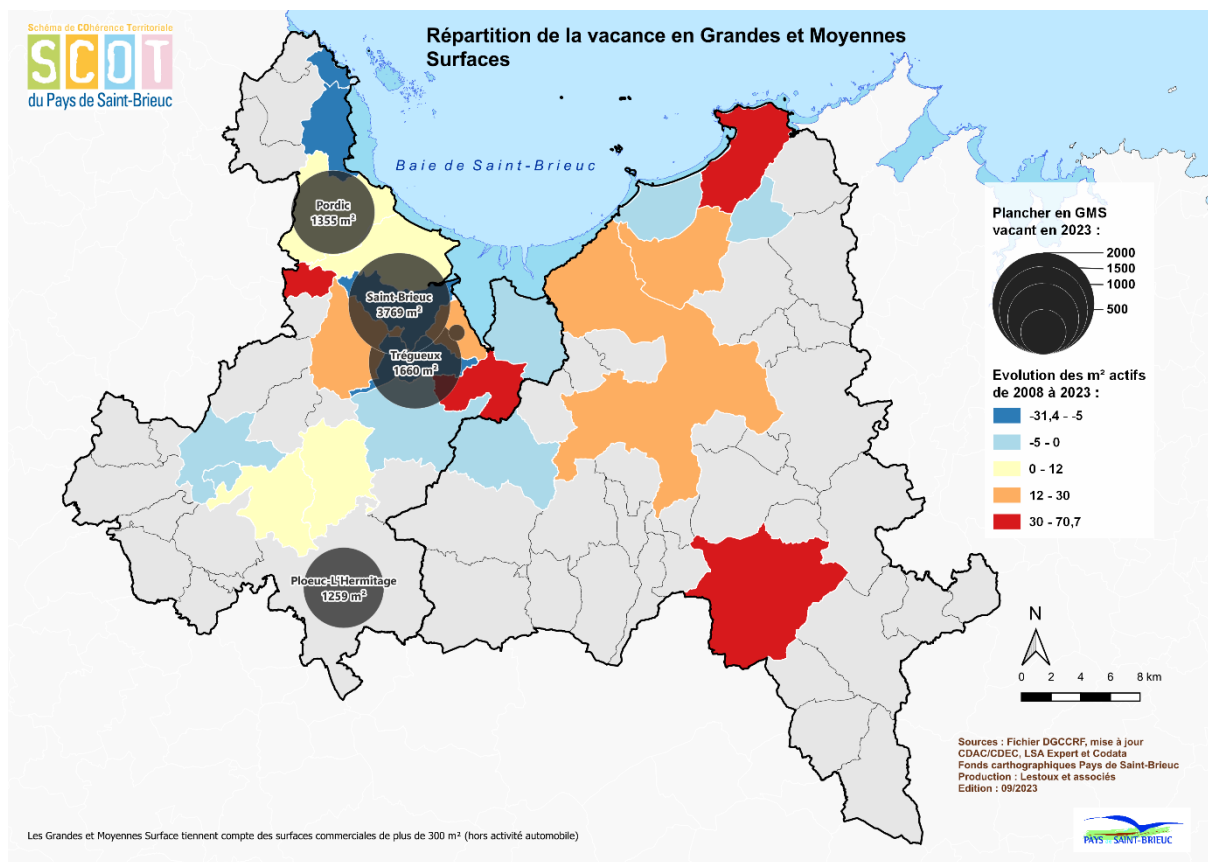 Schéma de COhérence Territoriale
SCOT
du Pays de Saint-Brieuc
Répartition de la vacance en Grandes et Moyennes
Surfaces
Baie de Saint-Brieuc
Pordic
1355 m²
Saint-Brieuc
3769 m²
Trégueux
1660 m²
Ploeuc-L'Hermitage
1259 m²
Plancher en GMS
vacant en 2023 :
2000
1500
1000
500
Evolution des m² actifs
de 2008 à 2023 :
-31,4 - -5
-5 - 0
0 - 12
12 - 30
30 - 70,7
N
0 2 4 6 8 km
Sources : Fichier DGCCRF, mise à jour
CDAC/CDEC, LSA Expert et Codata
Fonds carthographiques Pays de Saint-Brieuc
Production : Lestoux et associés
Edition : 09/2023
Les Grandes et Moyennes Surface tiennent compte des surfaces commerciales de plus de 300 m² (hors activité automobile)
PAYS de SAINT-BRIEUC